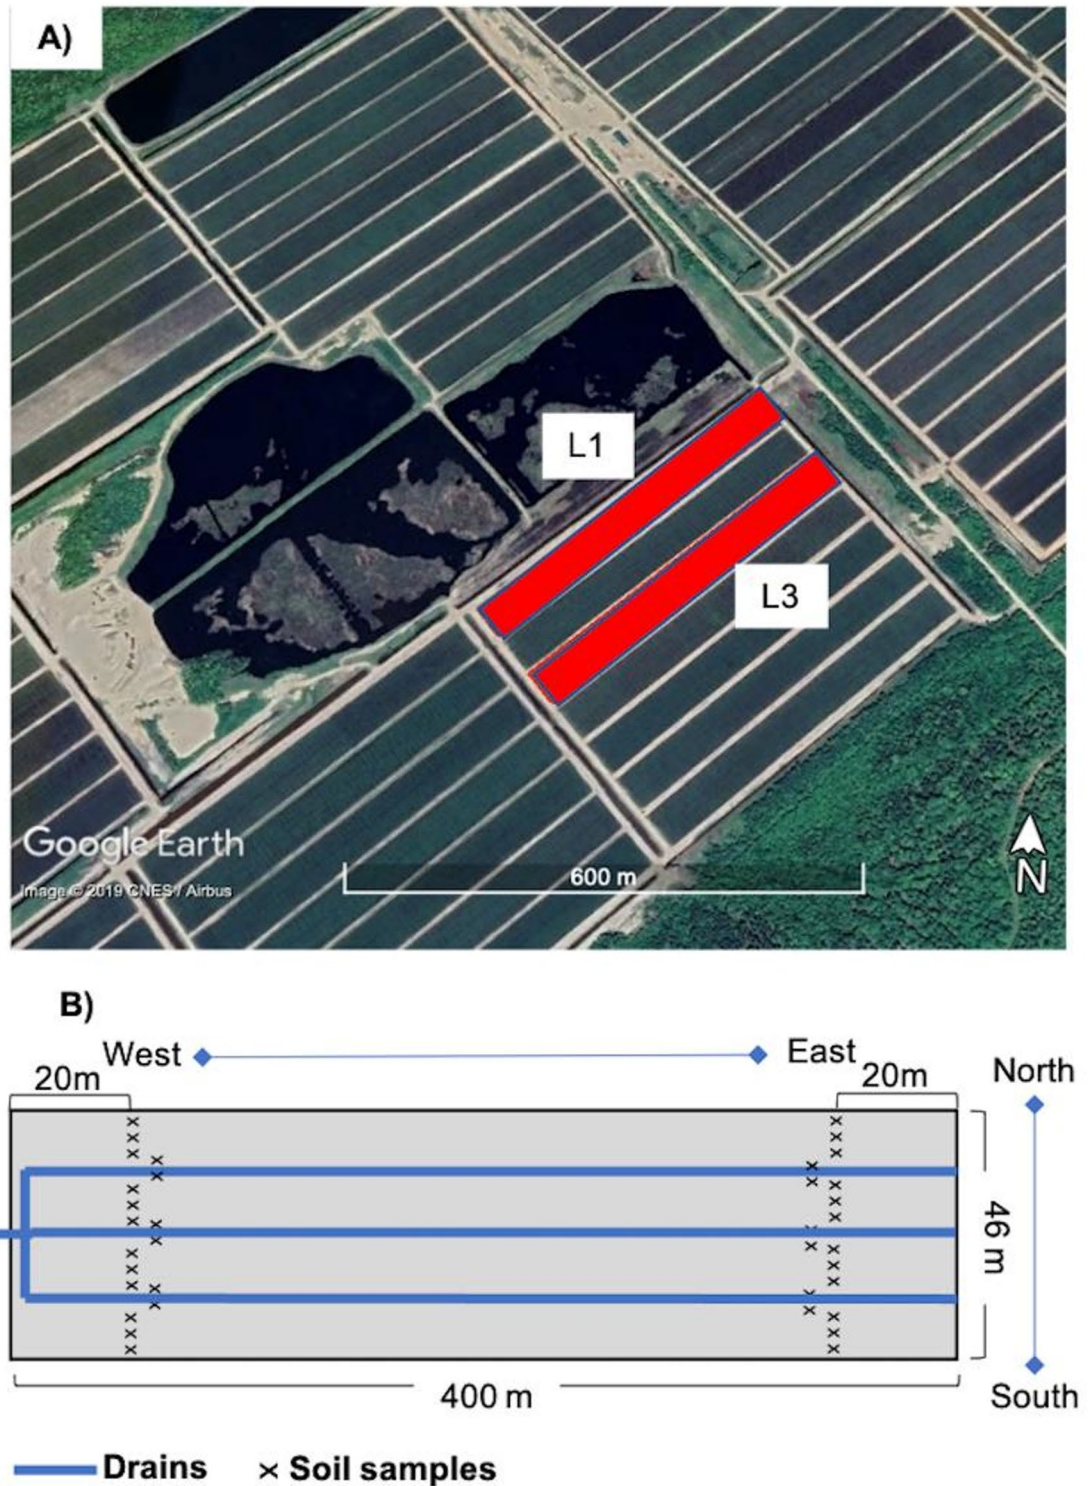 A)
L1
L3
Google Earth
Image © 2019 CNES / Airbus
600 m
N
B)
West
East
20m
20m
North
46 m
400 m
South
Drains
× Soil samples